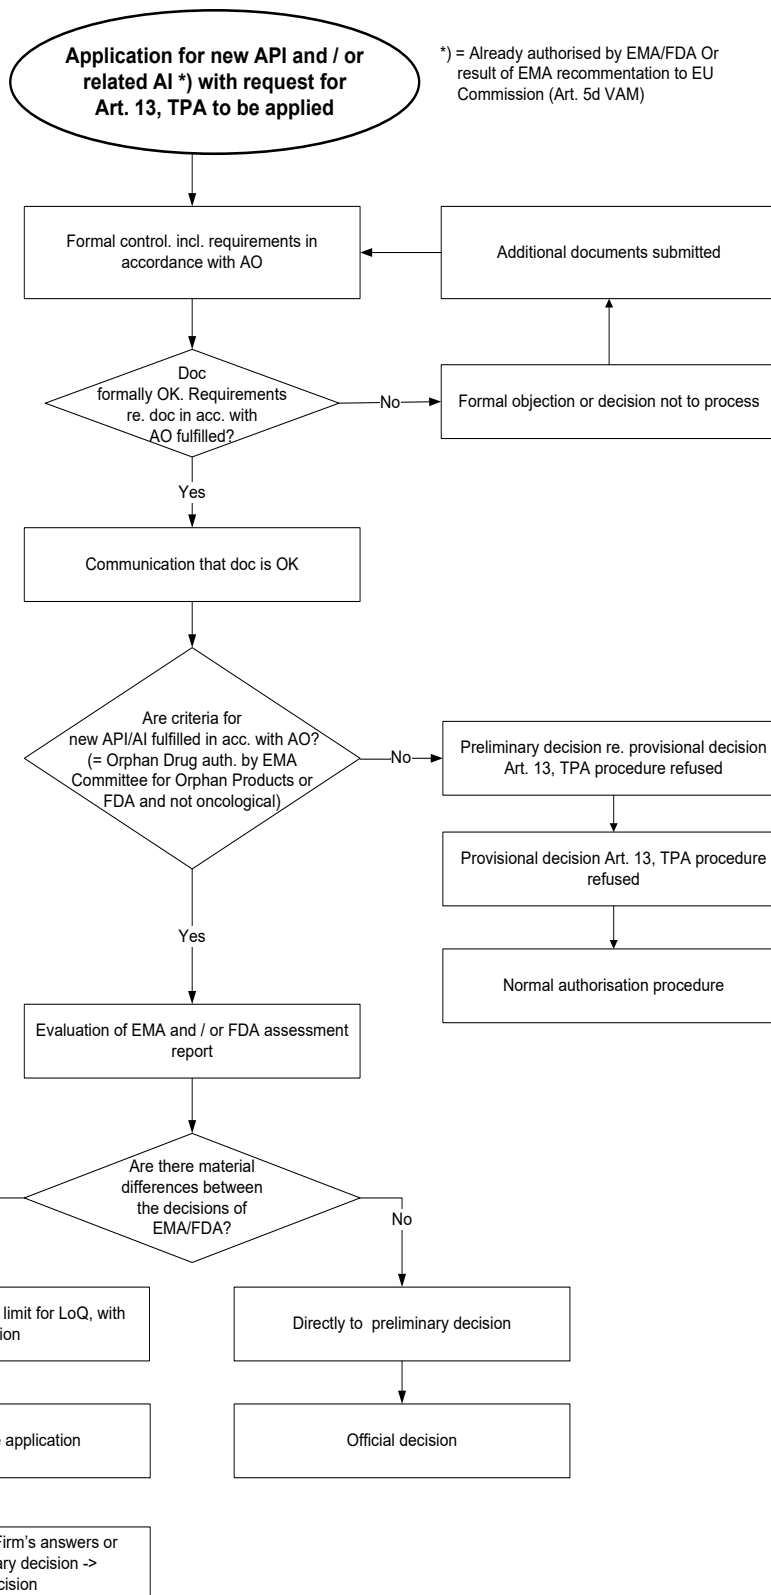 Application for new API and / or
related AI *) with request for
Art. 13, TPA to be applied
*) = Already authorised by EMA/FDA Or
result of EMA recommentation to EU
Commission (Art. 5d VAM)
Formal control. incl. requirements in
accordance with AO
Additional documents submitted
Doc
formally OK. Requirements
re. doc in acc. with
AO fulfilled?
No
Formal objection or decision not to process
Yes
Communication that doc is OK
Are criteria for
new API/AI fulfilled in acc. with AO?
(= Orphan Drug auth. by EMA
Committee for Orphan Products or
FDA and not oncological)
No
Preliminary decision re. provisional decision
Art. 13, TPA procedure refused
Provisional decision Art. 13, TPA procedure
refused
Normal authorisation procedure
Yes
Evaluation of EMA and / or FDA assessment
report
Are there material
differences between
the decisions of
EMA/FDA?
No
limit for LoQ, with
Directly to preliminary decision
application
Official decision
Firm's answers or
decision ->